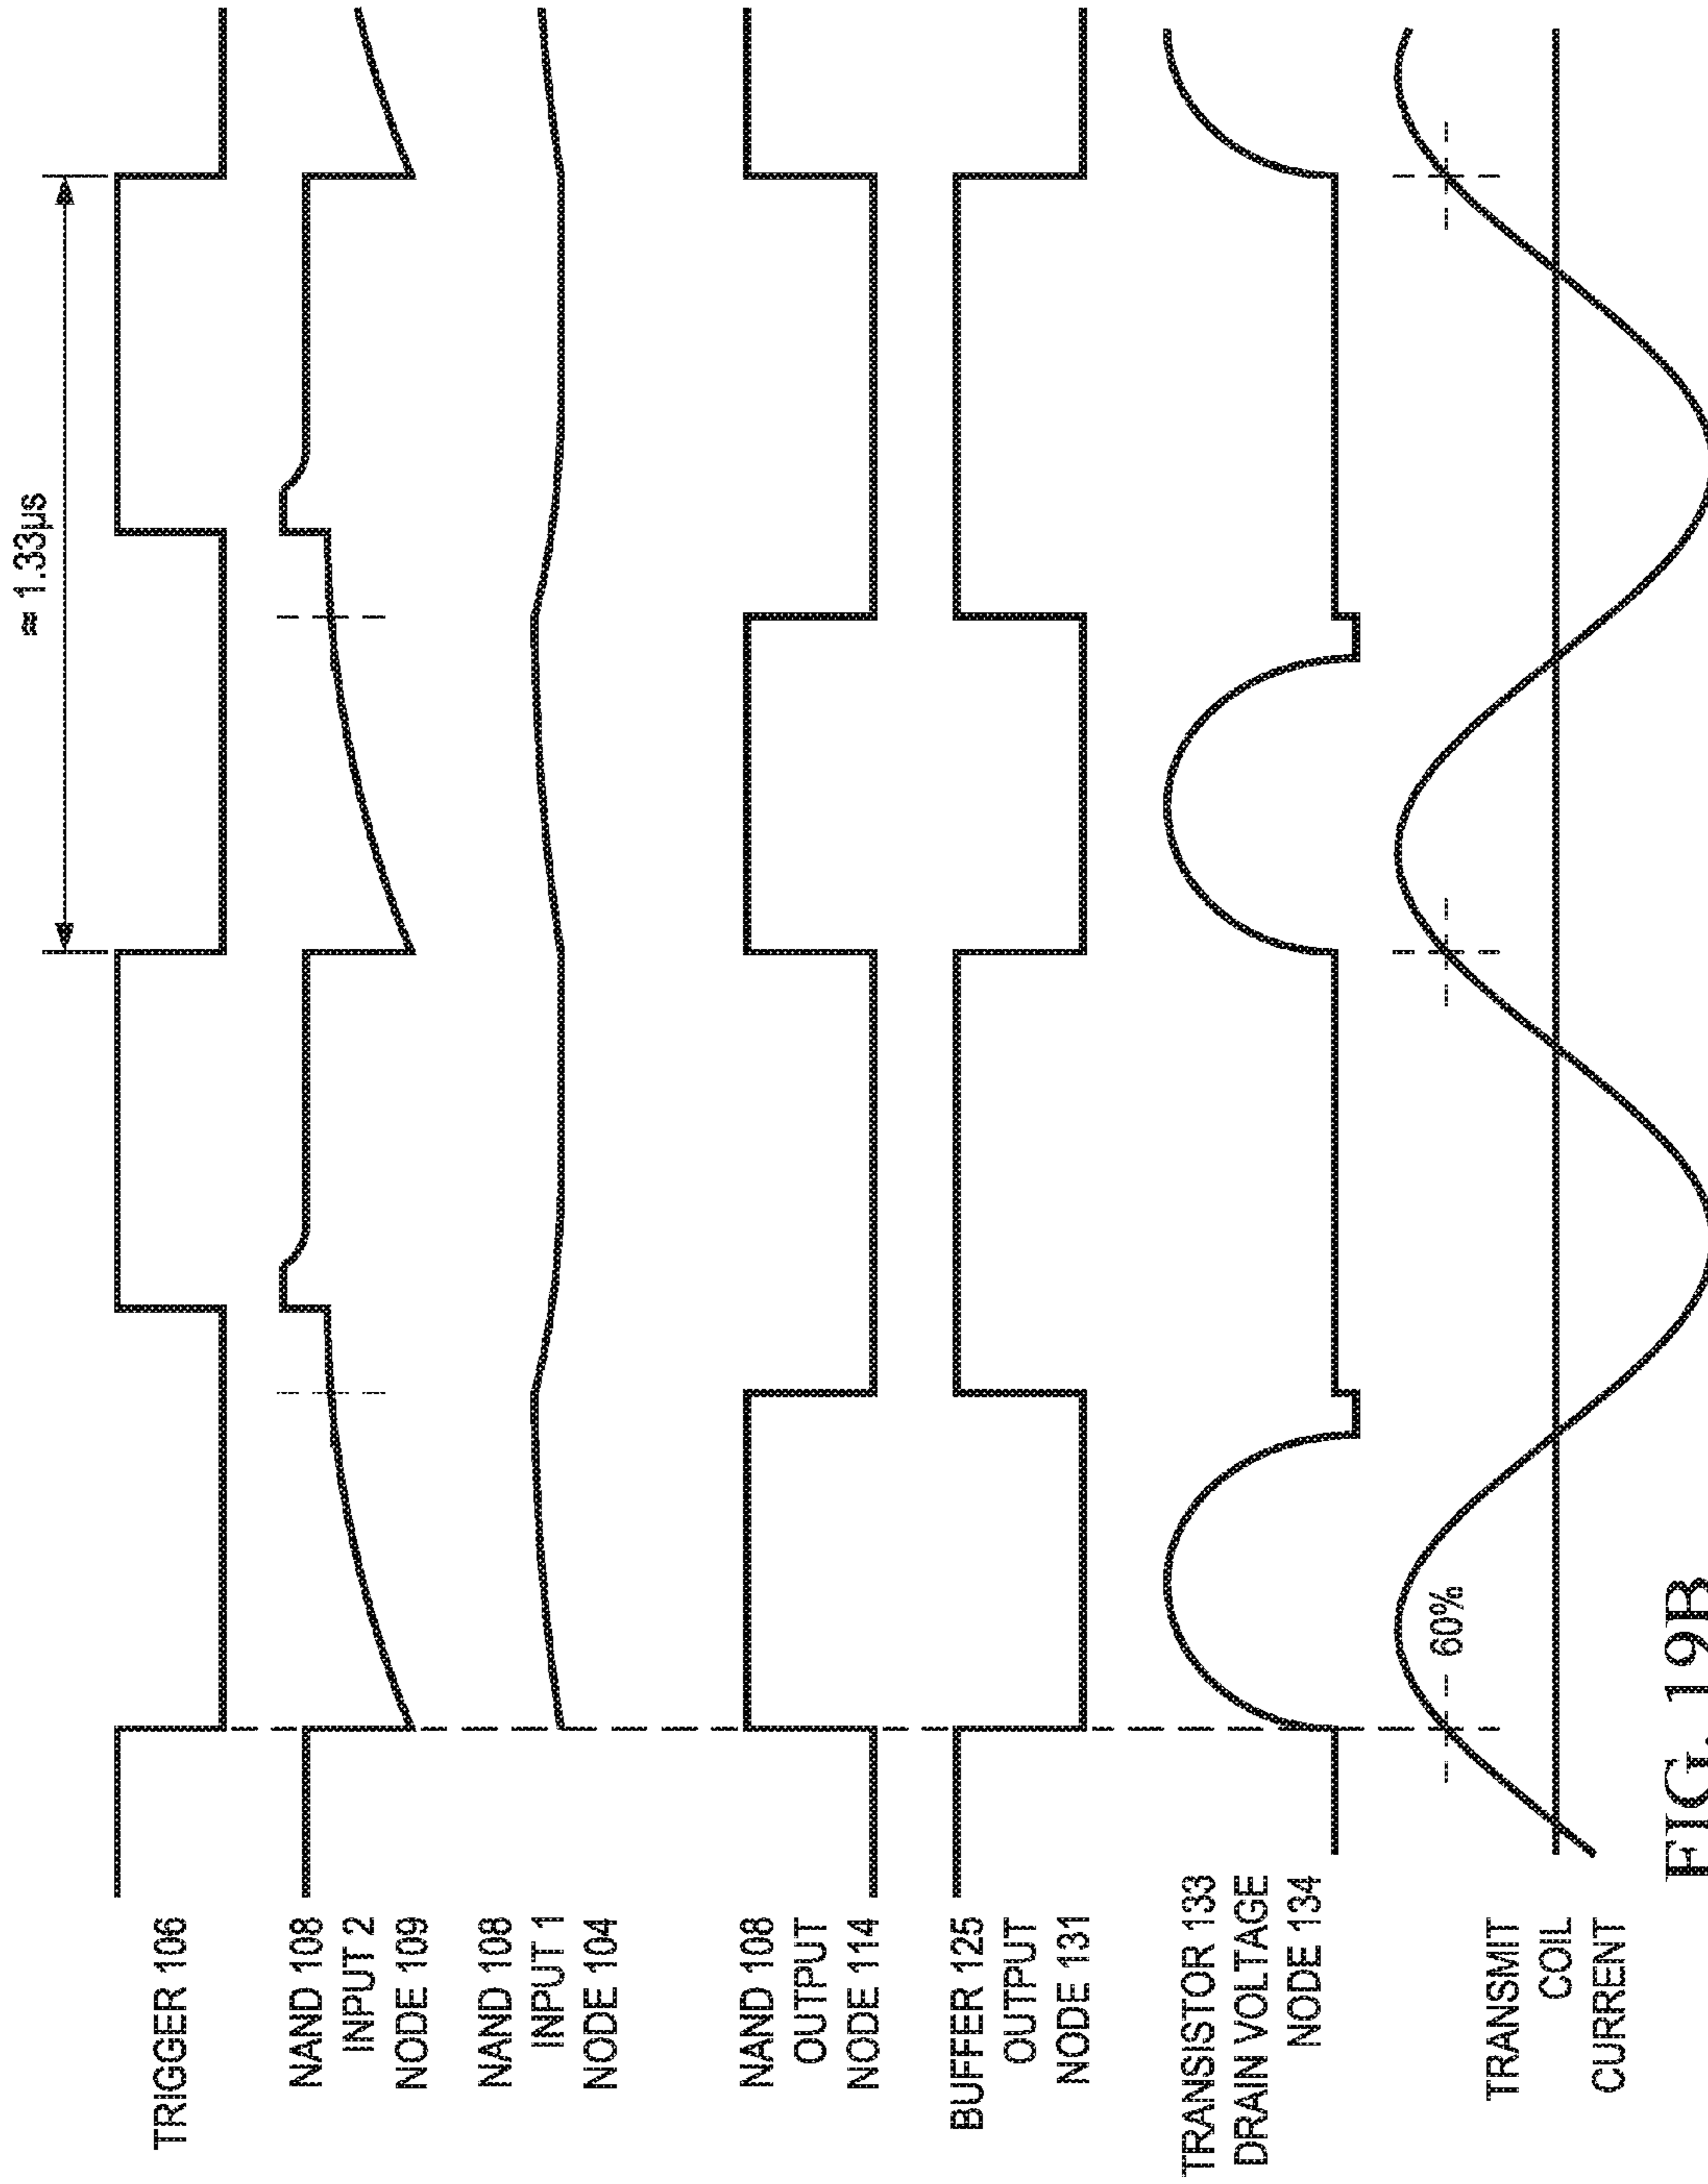 ≈ 1.33µs
TRIGGER 106
NAND 108
INPUT 2
NODE 109
NAND 108
INPUT 1
NODE 104
NAND 108
OUTPUT
NODE 114
BUFFER 125
OUTPUT
NODE 131
TRANSISTOR 133
DRAIN VOLTAGE
NODE 134
60%
TRANSMIT
COIL
CURRENT
FIG. 19B